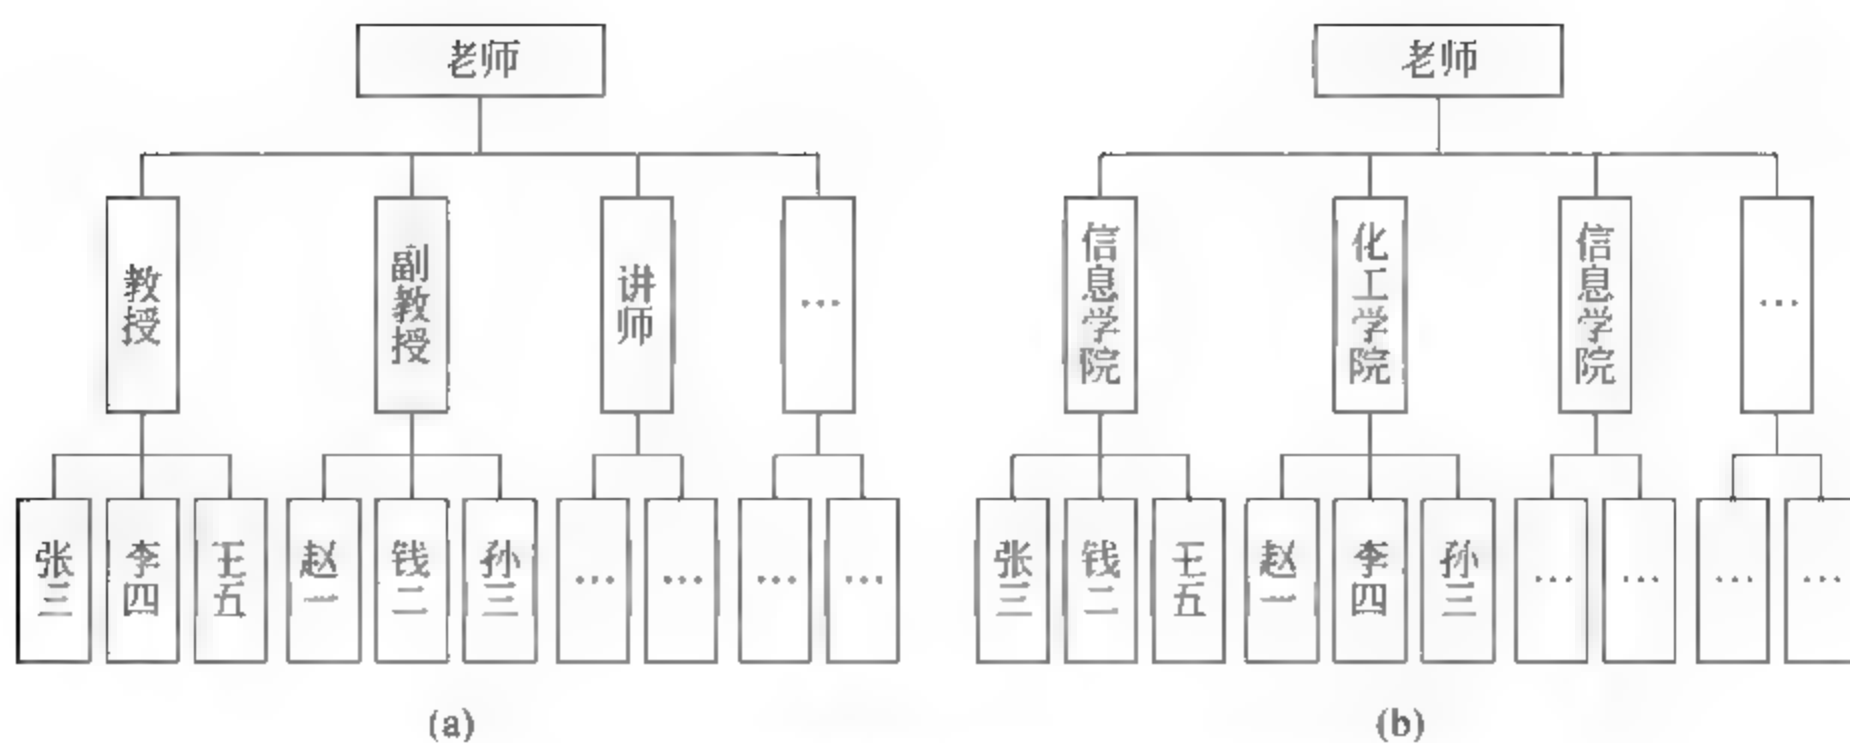 老师
教授
副教授
讲师
…
张三
李四
王五
赵一
钱二
孙三
…
…
…
…
(a)
老师
信息学院
化工学院
信息学院
…
张三
钱二
王五
赵一
李四
孙三
…
…
…
…
(b)